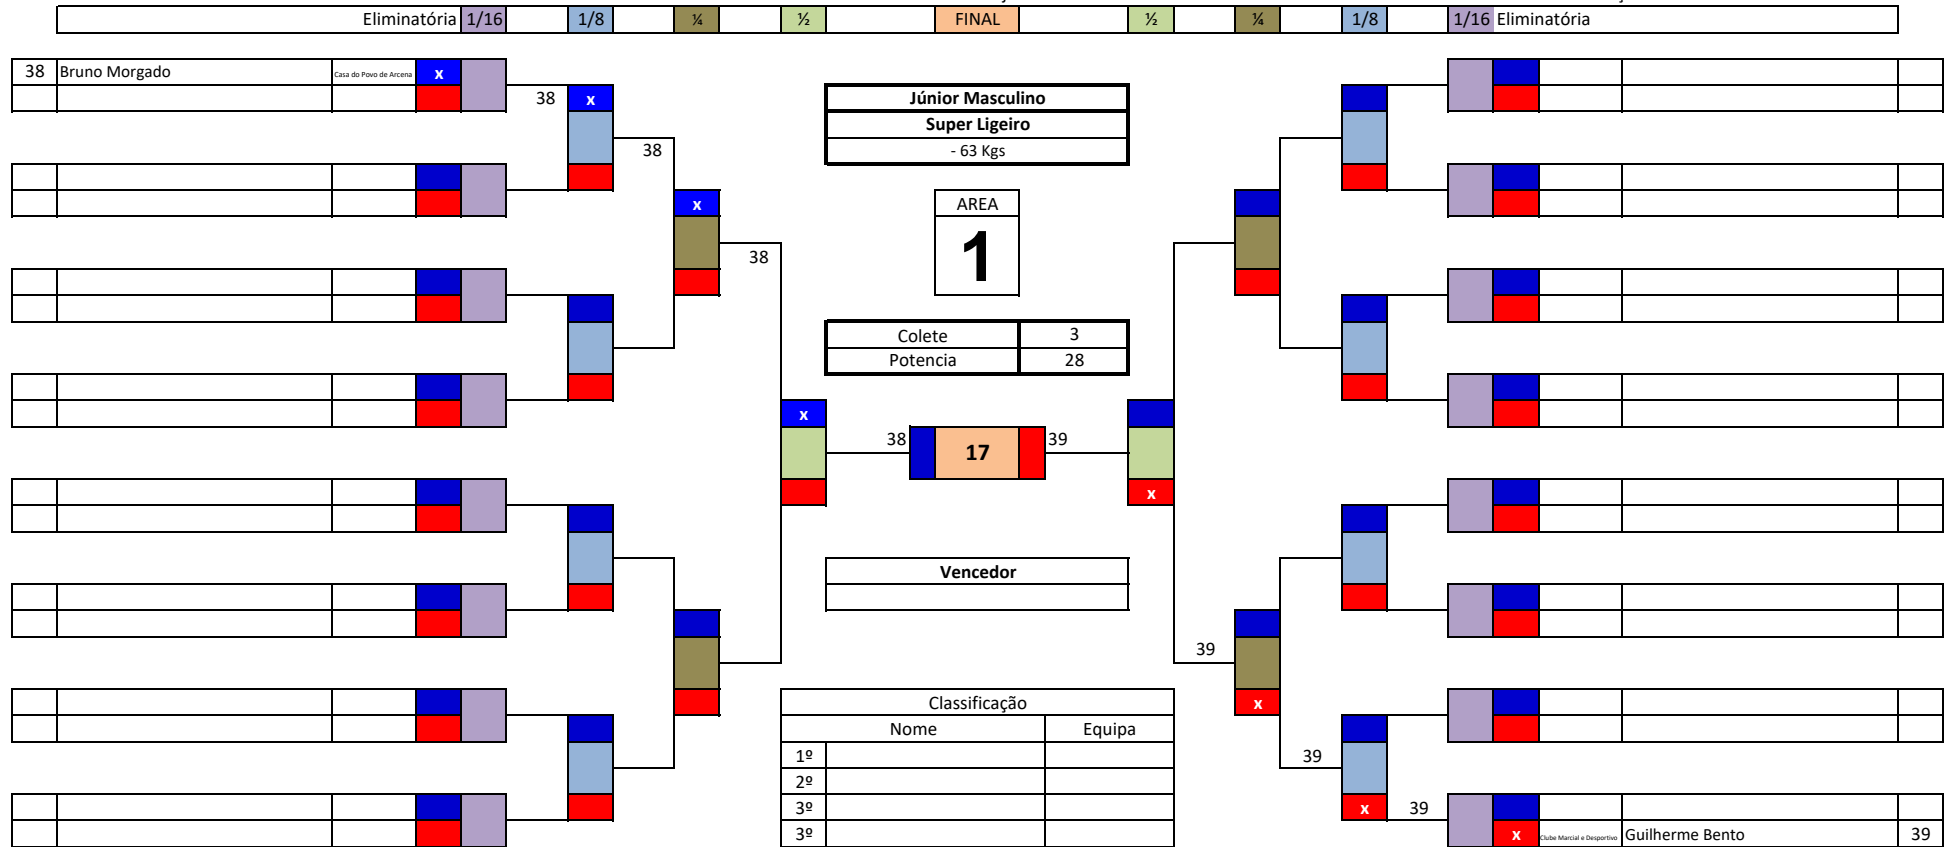 Eliminatória 1/16 1/8 ¼ ½ FINAL ½ ¼ 1/8 1/16 Eliminatória
38 Bruno Morgado Casa do Povo de Arcena x
38 x
Júnior Masculino
Super Ligeiro
- 63 Kgs
38
x
AREA
1
38
Colete 3
Potencia 28
x
38 17 39
x
Vencedor
39
x
Classificação
Nome Equipa
1º
2º
3º
3º
39
x 39
x Clube Marcial e Desportivo Guilherme Bento 39